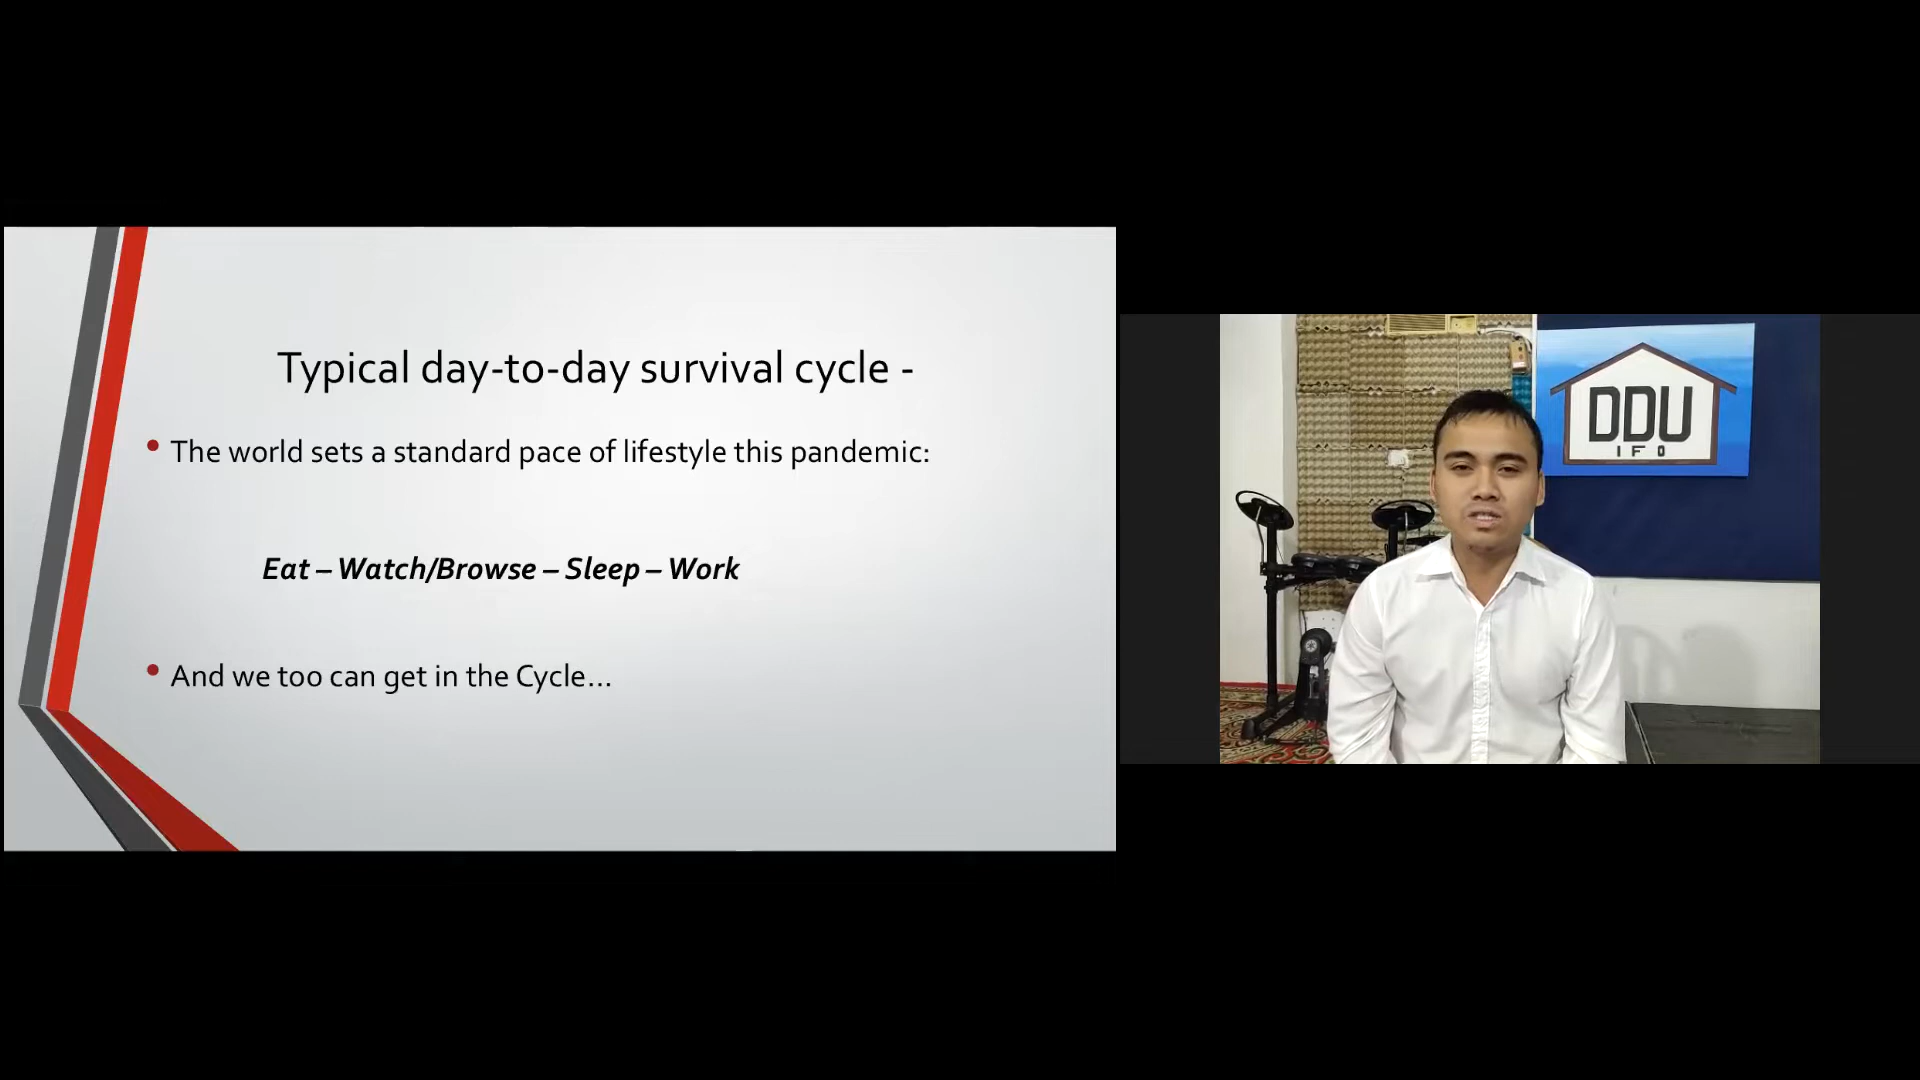 Typical day-to-day survival cycle -
• The world sets a standard pace of lifestyle this pandemic:
Eat – Watch/Browse – Sleep – Work
• And we too can get in the Cycle...
DDU
IFO